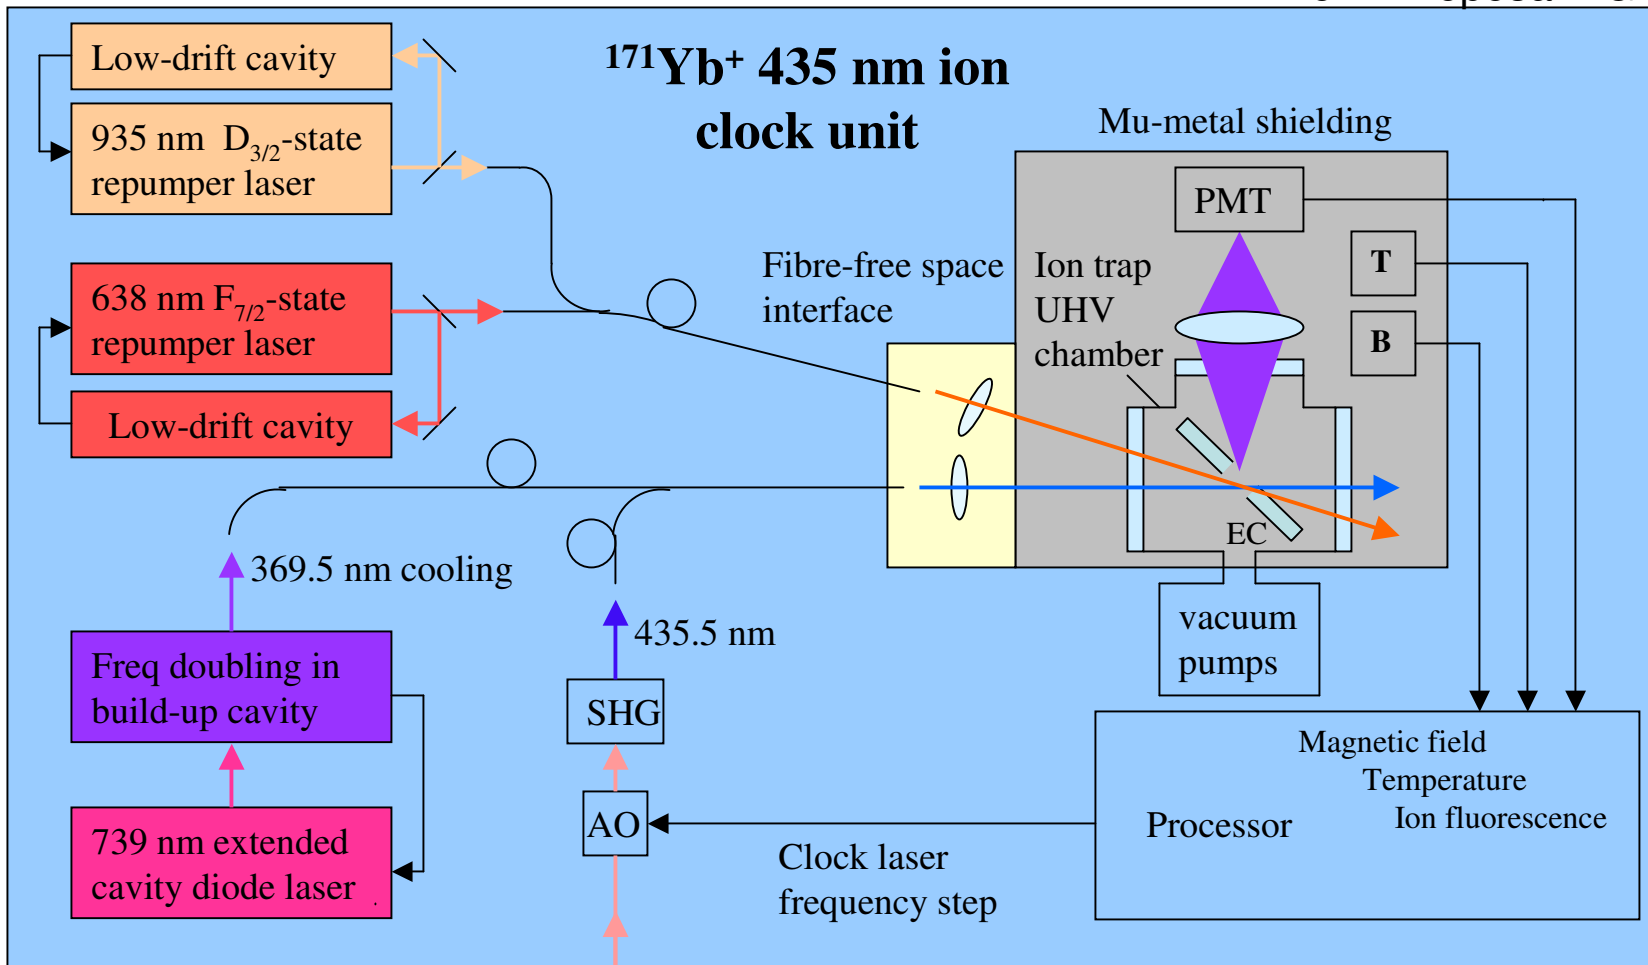 ¹⁷¹Yb⁺ 435 nm ion
clock unit
Low-drift cavity
935 nm D₃/₂-state
repumper laser
638 nm F₇/₂-state
repumper laser
Low-drift cavity
Mu-metal shielding
PMT
T
B
Fibre-free space
interface
Ion trap
UHV
chamber
EC
369.5 nm cooling
435.5 nm
vacuum
pumps
Freq doubling in
build-up cavity
SHG
739 nm extended
cavity diode laser
AO
Clock laser
frequency step
Magnetic field
Temperature
Ion fluorescence
Processor